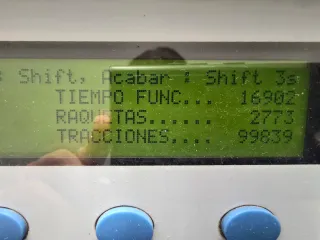 : Shift, Acabar : Shift 3s
TIEMPO FUNC... 16902
RAQUETAS...... 2773
TRACCIONES.... 99839